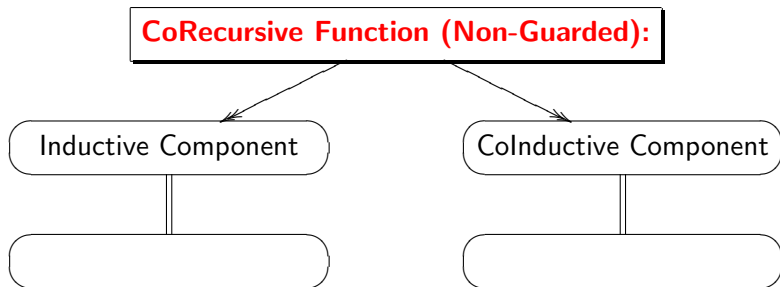 CoRecursive Function (Non-Guarded):
Inductive Component
CoInductive Component